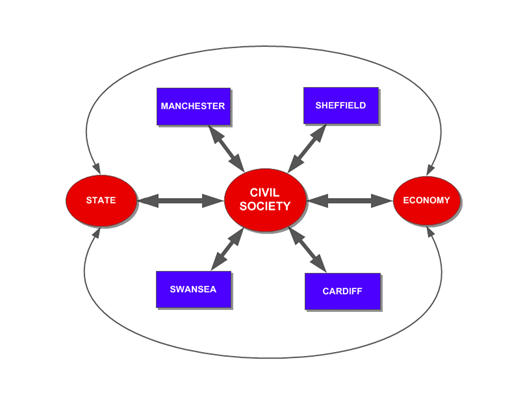 MANCHESTER
SHEFFIELD
STATE
CIVIL
SOCIETY
ECONOMY
SWANSEA
CARDIFF